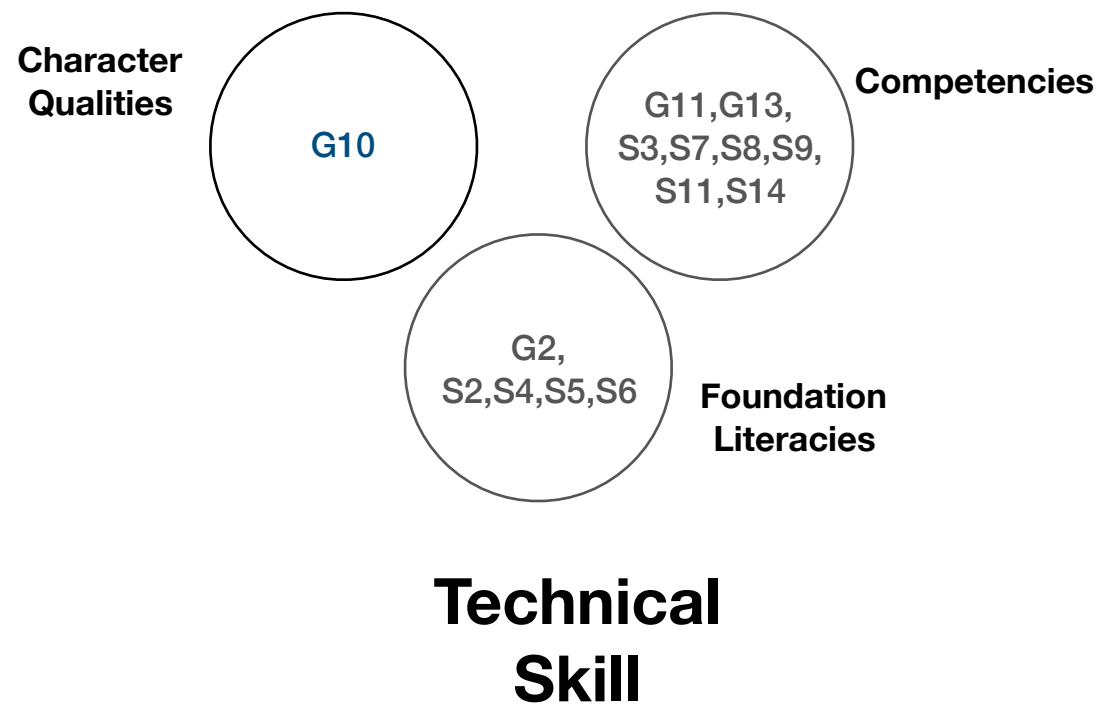 Character
Qualities
G10
G11,G13,
S3,S7,S8,S9,
S11,S14
Competencies
G2,
S2,S4,S5,S6
Foundation
Literacies
Technical
Skill